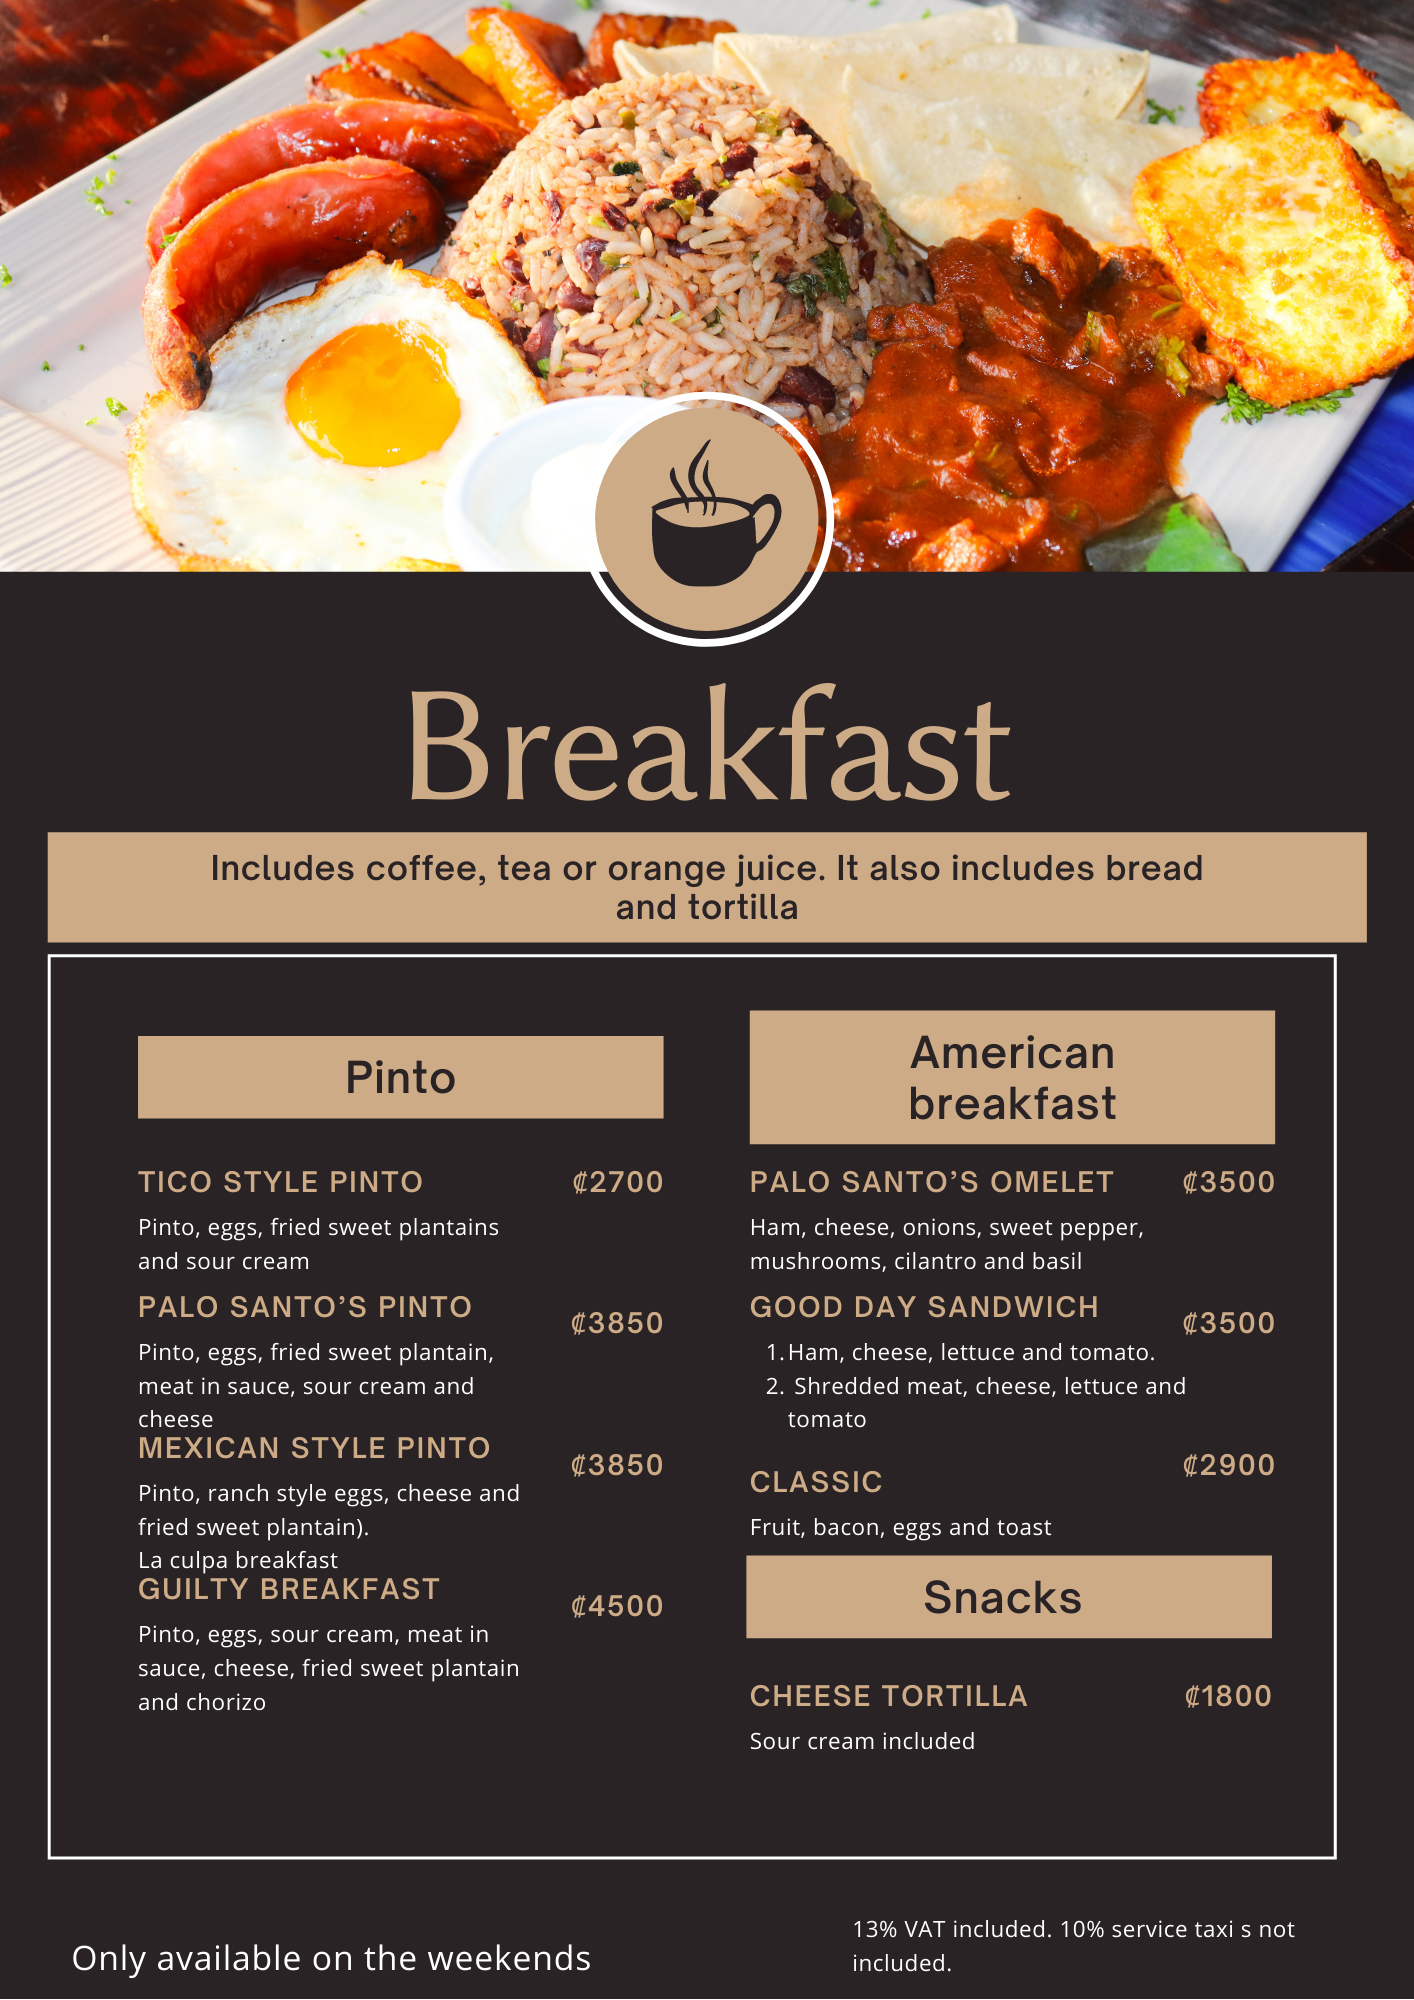 Breakfast
Includes coffee, tea or orange juice. It also includes bread
and tortilla
Pinto
TICO STYLE PINTO ₡2700
Pinto, eggs, fried sweet plantains
and sour cream
PALO SANTO'S PINTO ₡3850
Pinto, eggs, fried sweet plantain,
meat in sauce, sour cream and
cheese
MEXICAN STYLE PINTO ₡3850
Pinto, ranch style eggs, cheese and
fried sweet plantain).
La culpa breakfast
GUILTY BREAKFAST ₡4500
Pinto, eggs, sour cream, meat in
sauce, cheese, fried sweet plantain
and chorizo
American
breakfast
PALO SANTO’S OMELET ₡3500
Ham, cheese, onions, sweet pepper,
mushrooms, cilantro and basil
GOOD DAY SANDWICH ₡3500
1. Ham, cheese, lettuce and tomato.
2. Shredded meat, cheese, lettuce and
tomato
CLASSIC ₡2900
Fruit, bacon, eggs and toast
Snacks
CHEESE TORTILLA ₡1800
Sour cream included
Only available on the weekends
13% VAT included. 10% service taxi s not
included.